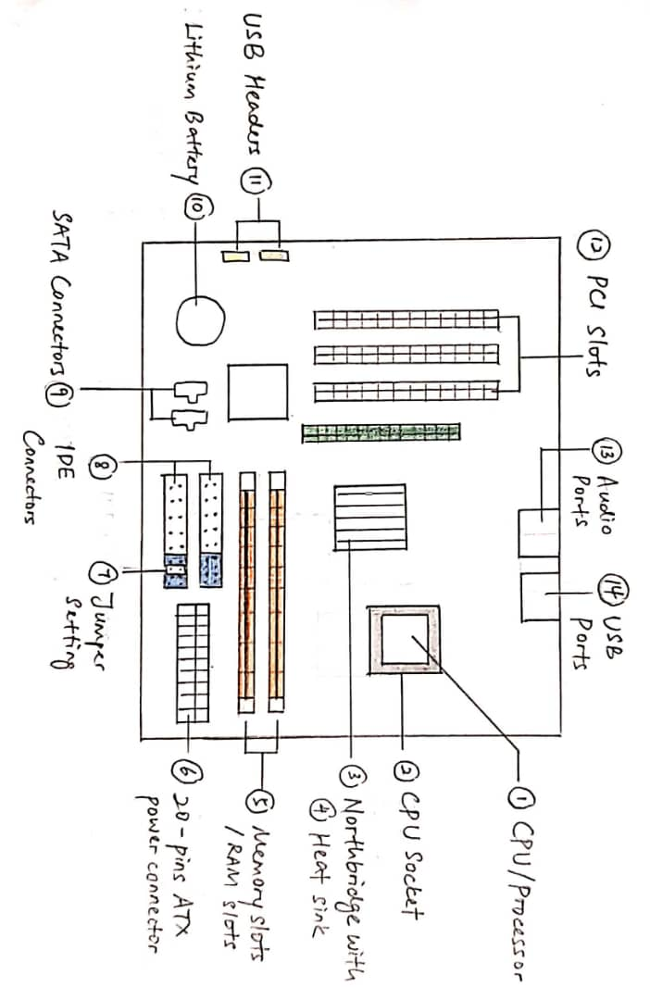 ① CPU/Processor
② CPU Socket
③ Northbridge with
④ Heat sink
⑤ Memory slots
/ RAM slots
⑥ 20-pins ATX
power connector
⑦ Jumper
setting
⑧ IDE
Connectors
SATA Connectors ⑨
Lithium Battery ⑩
USB Headers ⑪
⑫ PCI slots
⑬ Audio
Ports
⑭ USB
Ports